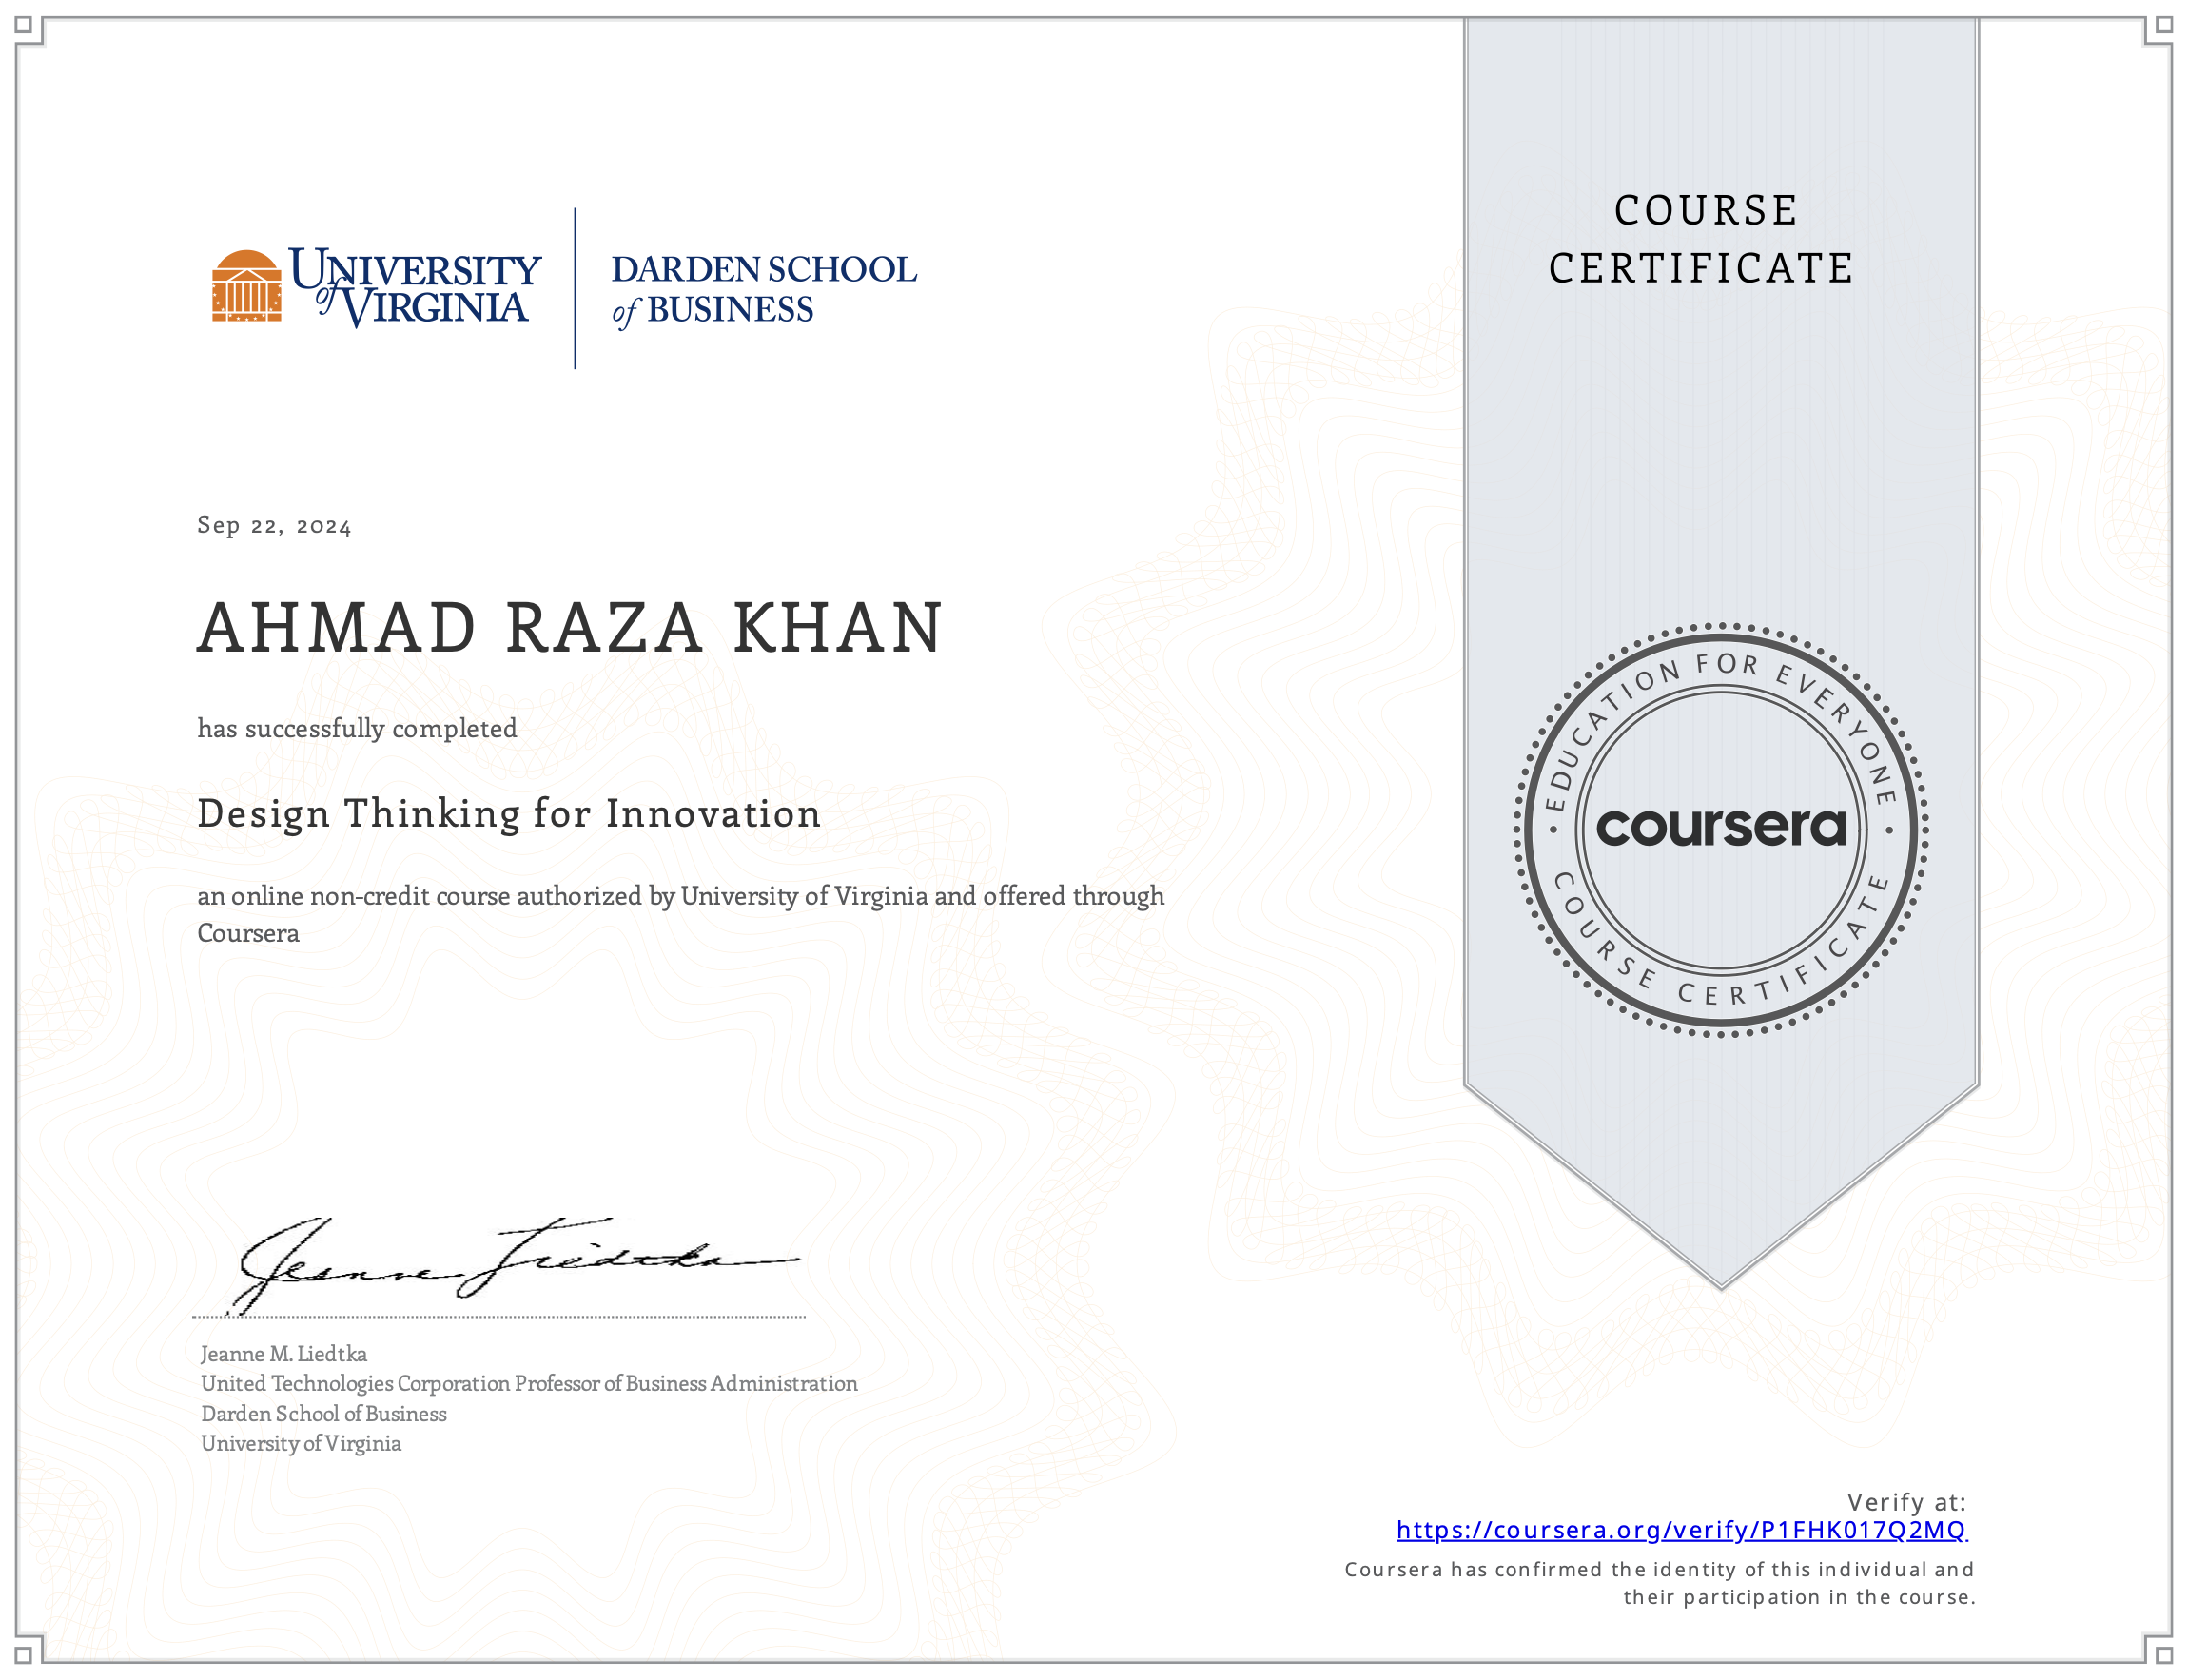 UNIVERSITY
of VIRGINIA
DARDEN SCHOOL
of BUSINESS
COURSE
CERTIFICATE
Sep 22, 2024
AHMAD RAZA KHAN
has successfully completed
Design Thinking for Innovation
an online non-credit course authorized by University of Virginia and offered through
Coursera
EDUCATION FOR EVERYONE
coursera
COURSE CERTIFICATE
Jeanne Liedtka
Jeanne M. Liedtka
United Technologies Corporation Professor of Business Administration
Darden School of Business
University of Virginia
Verify at:
https://coursera.org/verify/P1FHK017Q2MQ
Coursera has confirmed the identity of this individual and
their participation in the course.